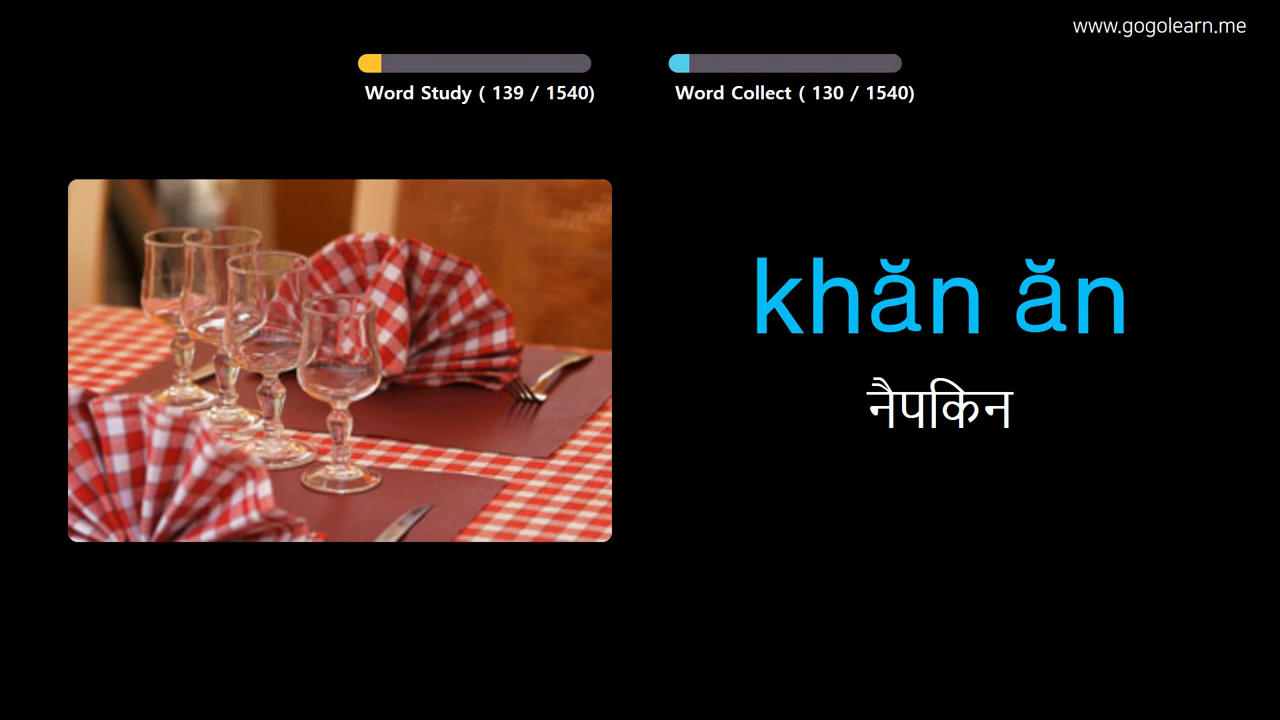 www.gogolearn.me
Word Study ( 139 / 1540)
Word Collect ( 130 / 1540)
khăn ăn
नैपकिन